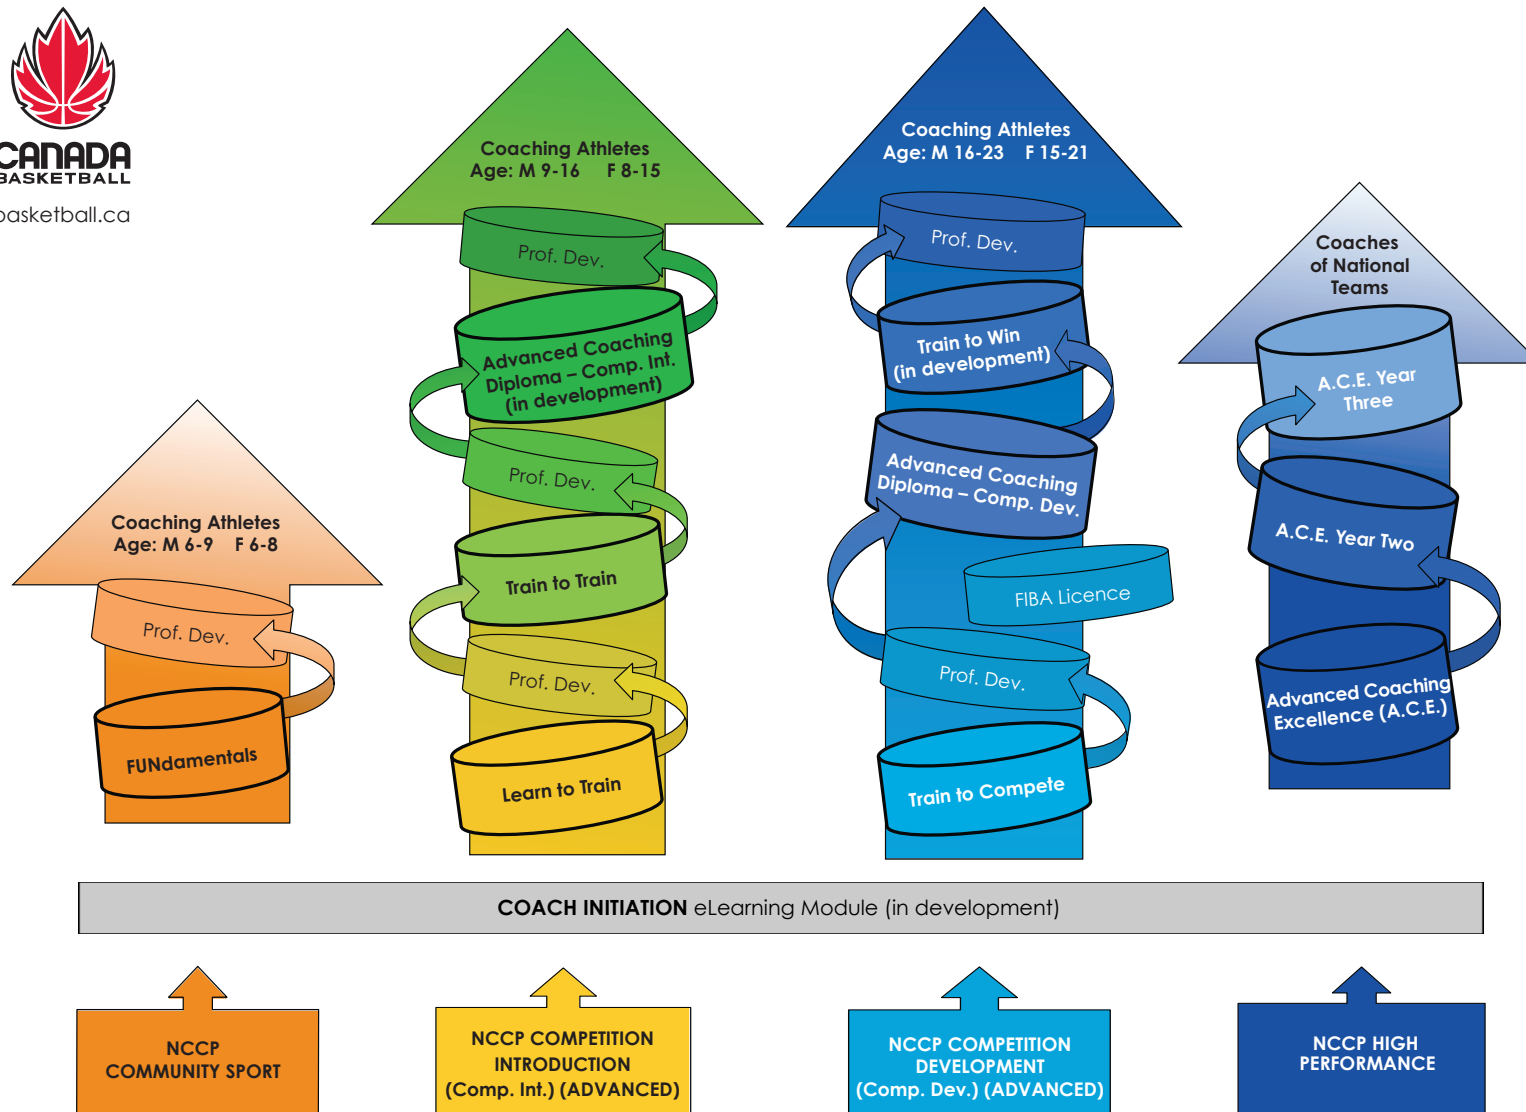 CANADA
BASKETBALL
basketball.ca
Coaching Athletes
Age: M 6-9 F 6-8
Prof. Dev.
FUNdamentals
Coaching Athletes
Age: M 9-16 F 8-15
Prof. Dev.
Advanced Coaching
Diploma – Comp. Int.
(in development)
Prof. Dev.
Train to Train
Prof. Dev.
Learn to Train
Coaching Athletes
Age: M 16-23 F 15-21
Prof. Dev.
Train to Win
(in development)
Advanced Coaching
Diploma – Comp. Dev.
FIBA Licence
Prof. Dev.
Train to Compete
Coaches
of National
Teams
A.C.E. Year
Three
A.C.E. Year Two
Advanced Coaching
Excellence (A.C.E.)
COACH INITIATION eLearning Module (in development)
NCCP
COMMUNITY SPORT
NCCP COMPETITION
INTRODUCTION
(Comp. Int.) (ADVANCED)
NCCP COMPETITION
DEVELOPMENT
(Comp. Dev.) (ADVANCED)
NCCP HIGH
PERFORMANCE